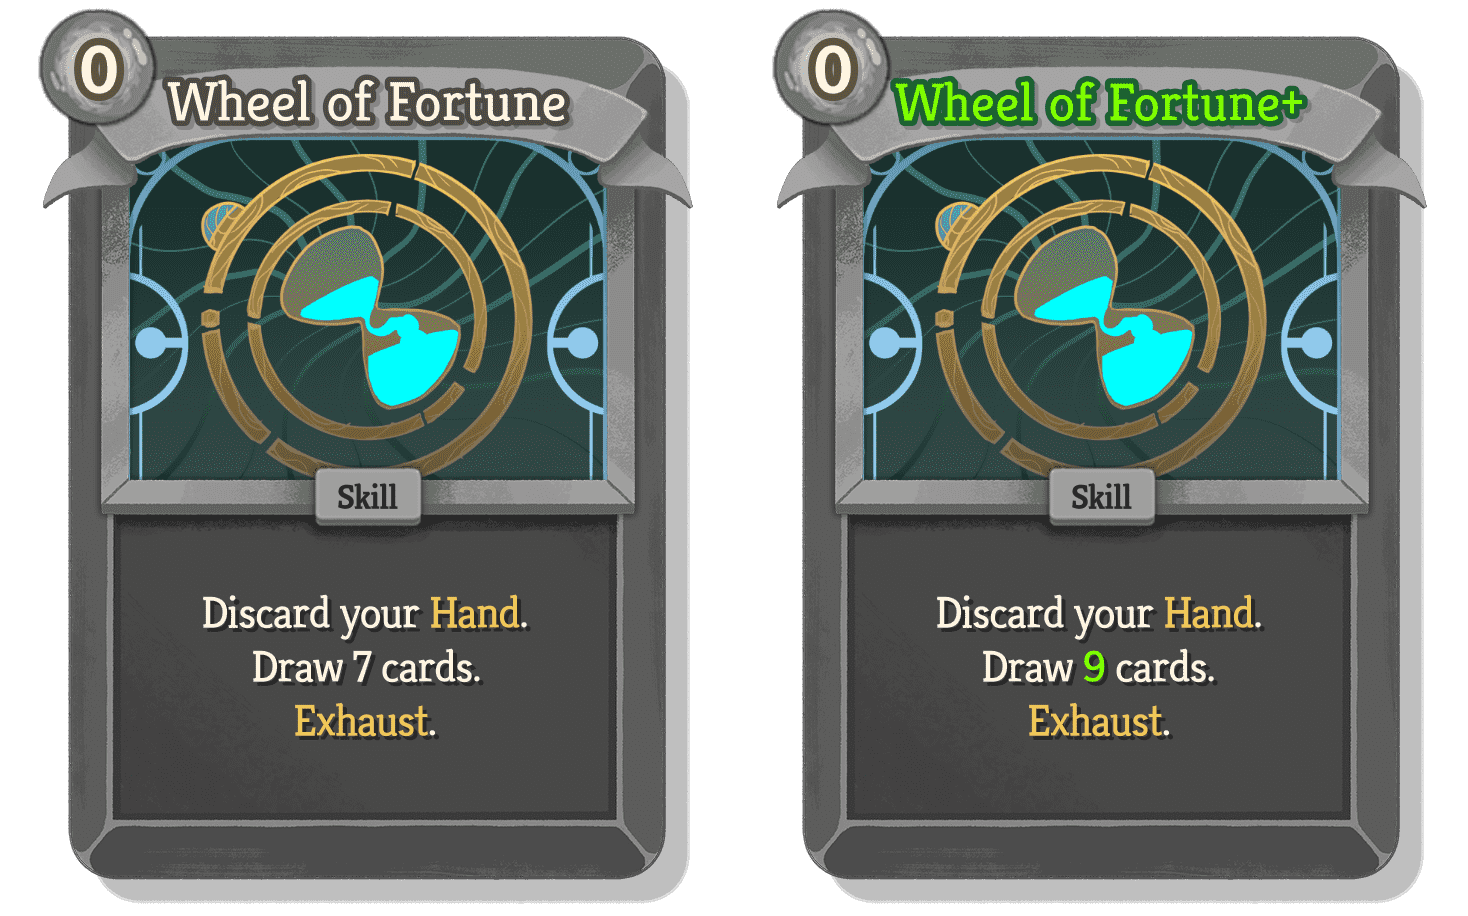 0
Wheel of Fortune
Skill
Discard your Hand.
Draw 7 cards.
Exhaust.
0
Wheel of Fortune+
Skill
Discard your Hand.
Draw 9 cards.
Exhaust.